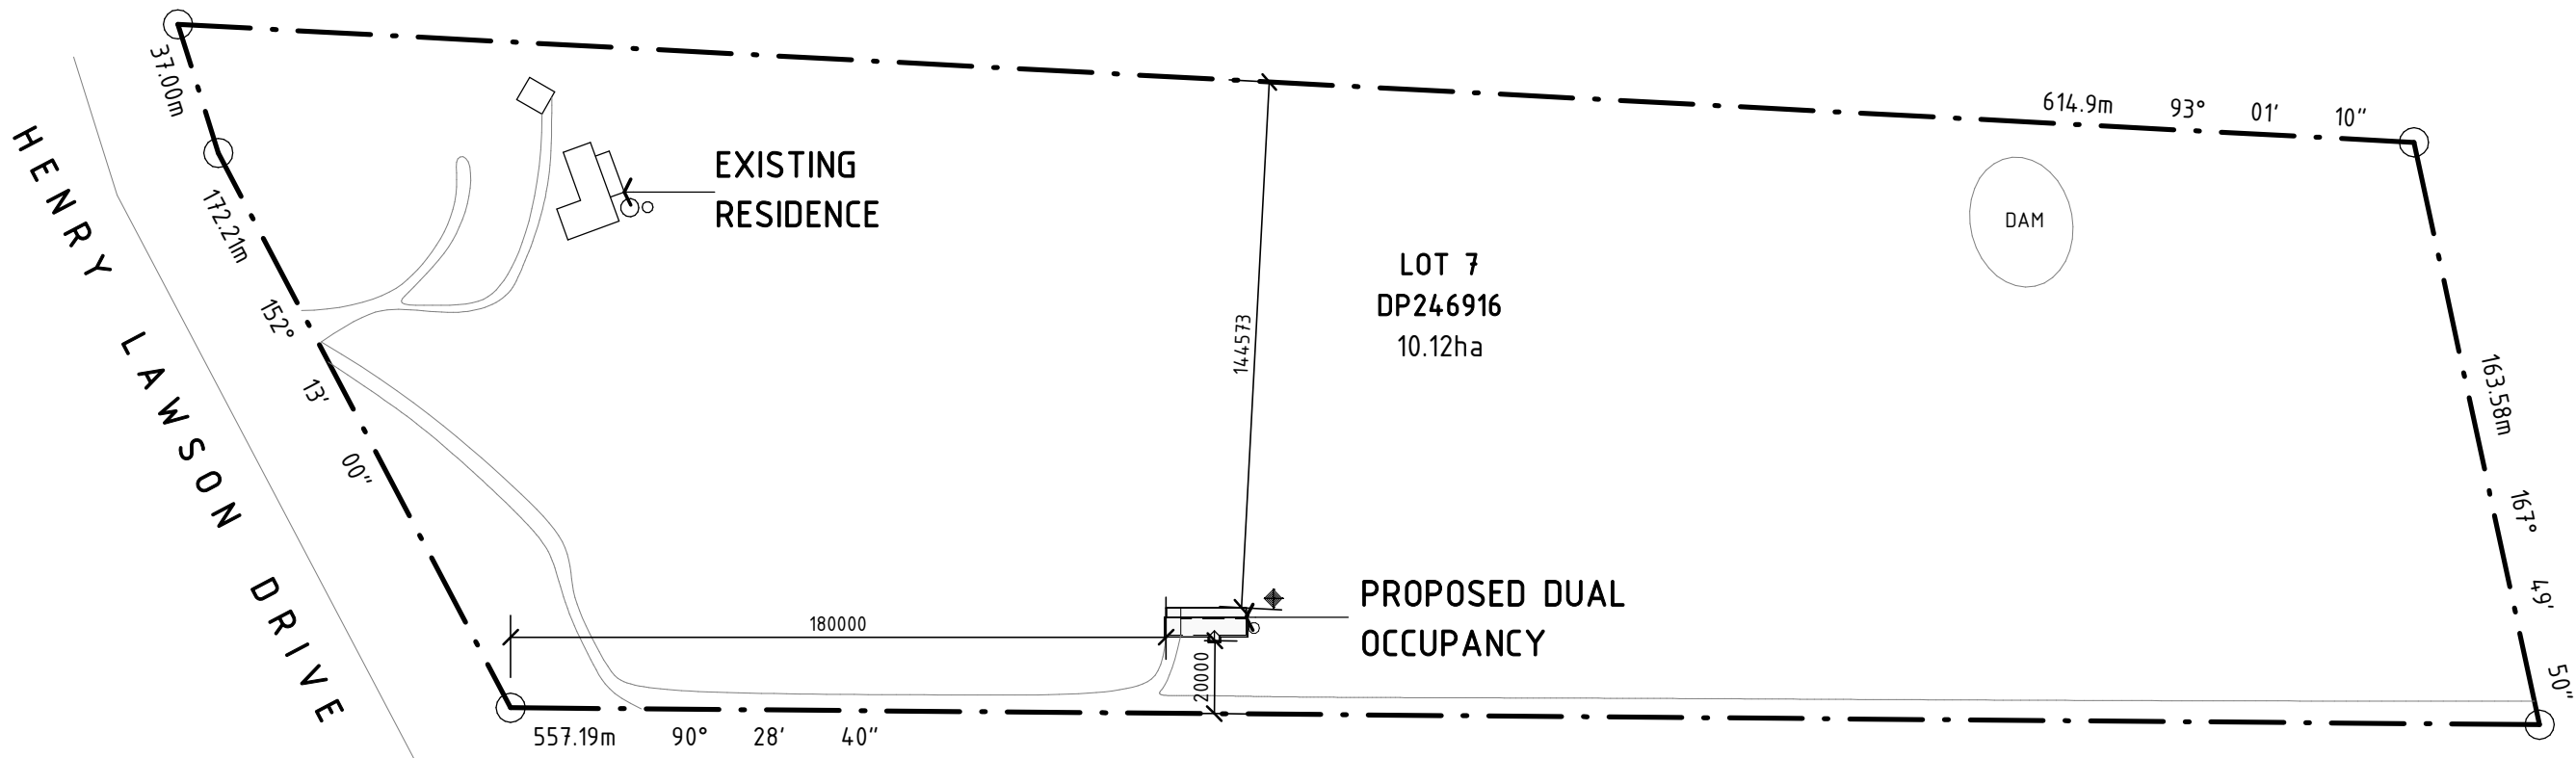 37.00m
172.21m
152° 13' 00"
HENRY LAWSON DRIVE
EXISTING
RESIDENCE
614.9m 93° 01' 10"
DAM
LOT 7
DP246916
10.12ha
144573
163.58m
167° 49' 50"
180000
20000
PROPOSED DUAL
OCCUPANCY
557.19m 90° 28' 40"